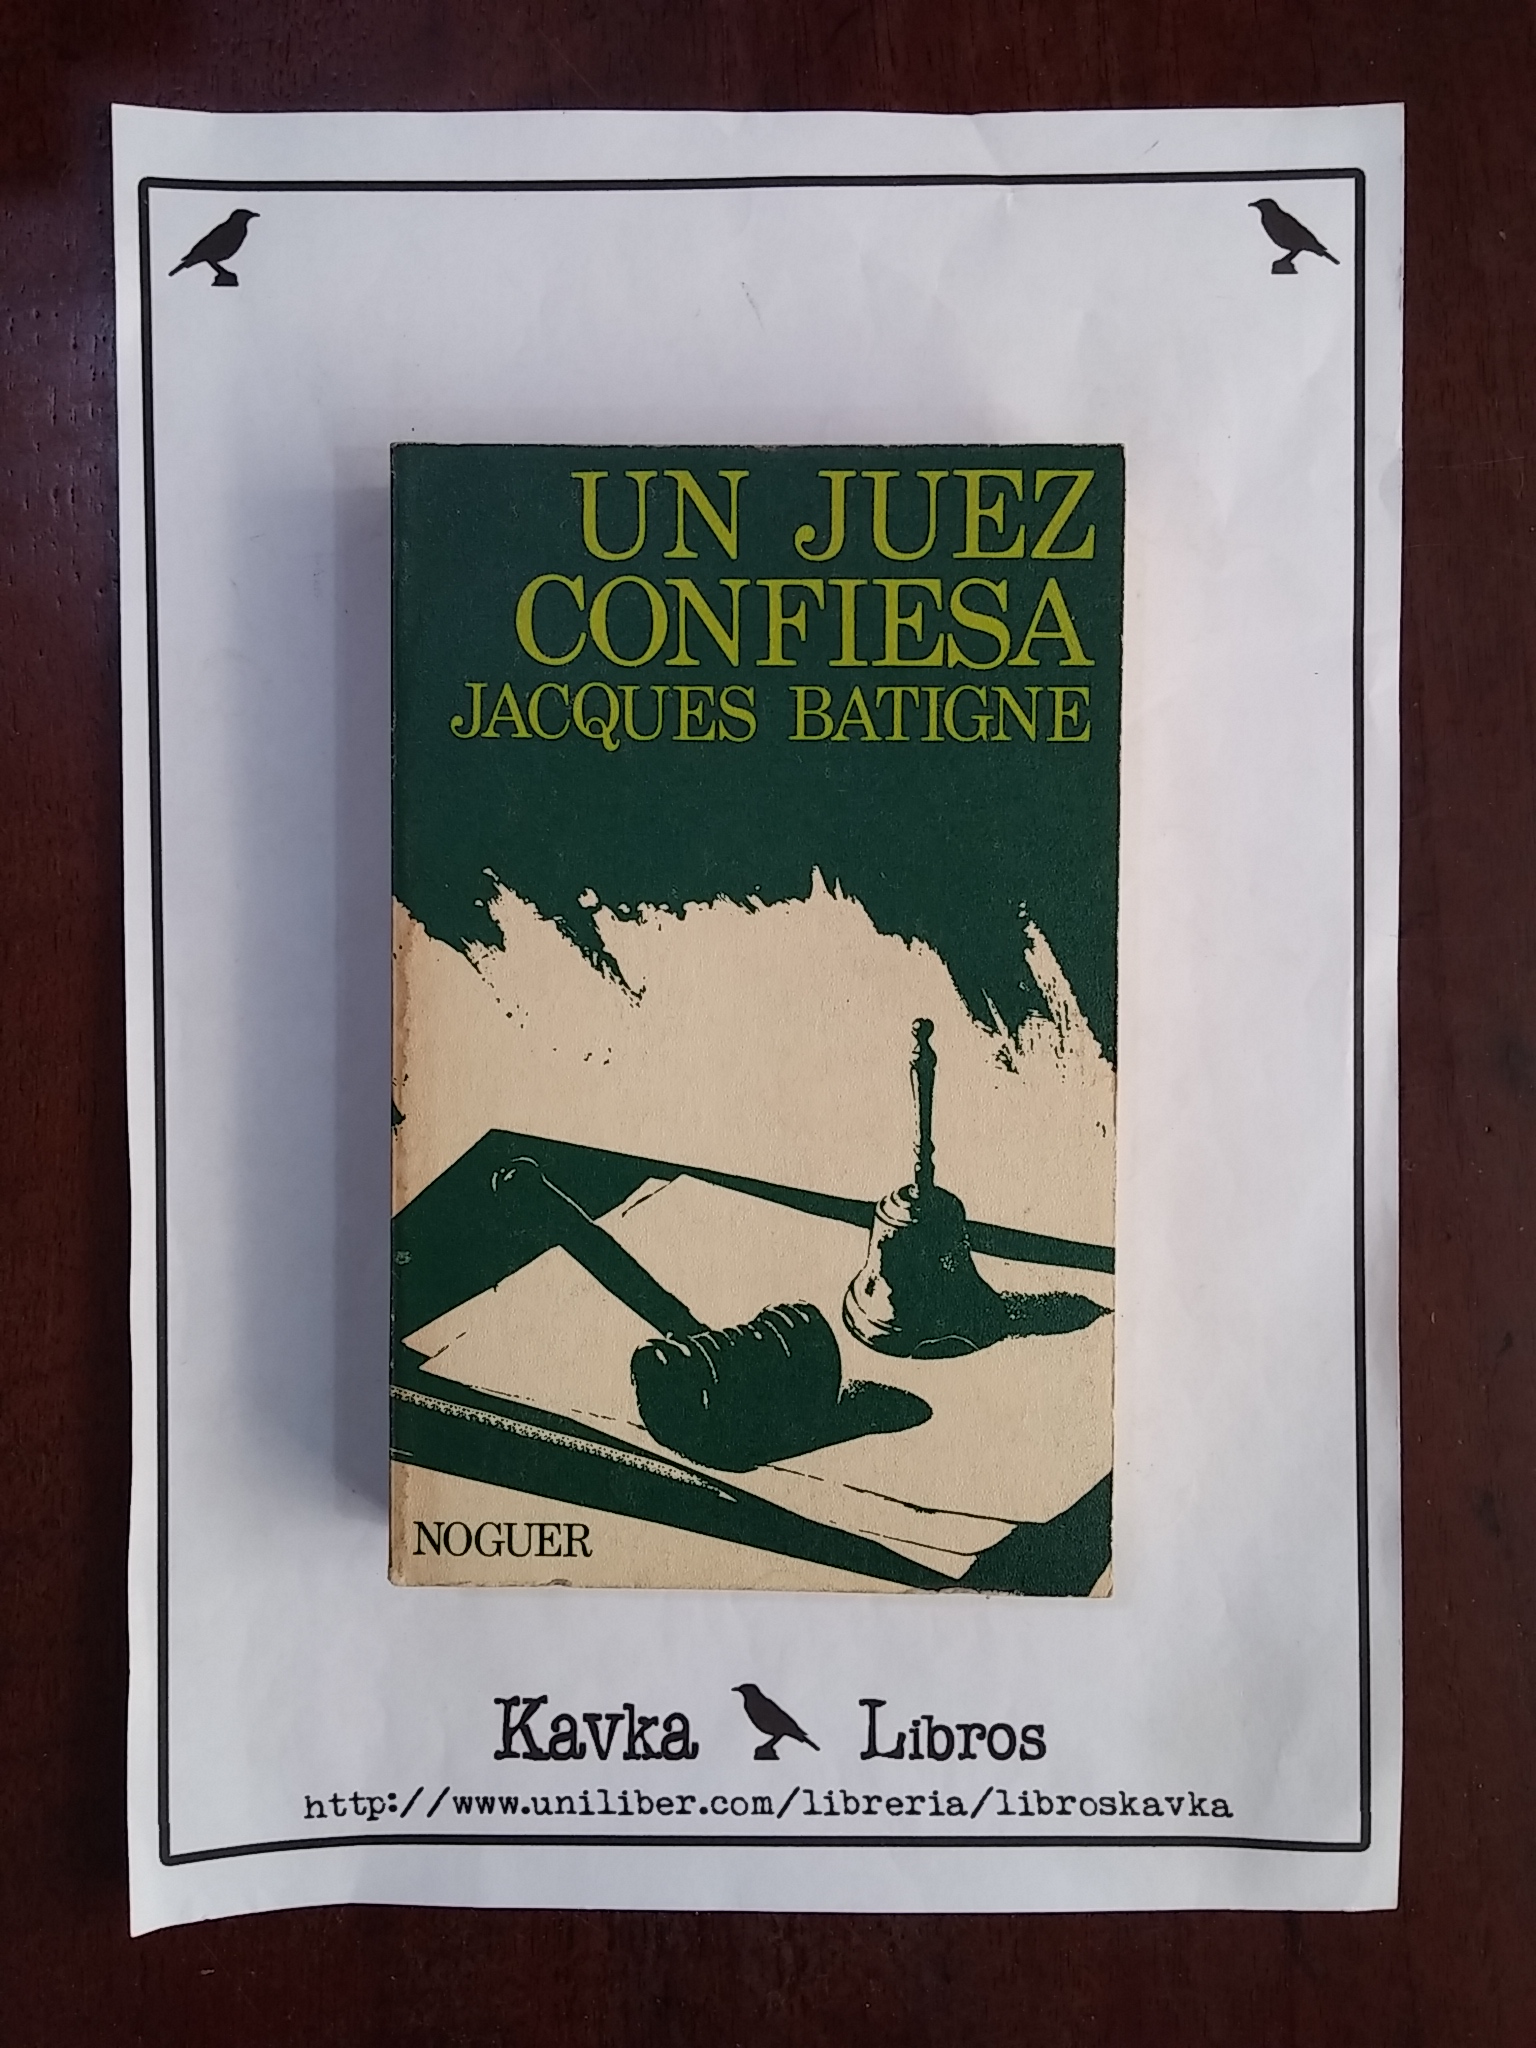 UN JUEZ
CONFIESA
JACQUES BATIGNE
NOGUER
Kavka Libros
http://www.uniliber.com/libreria/libroskavka